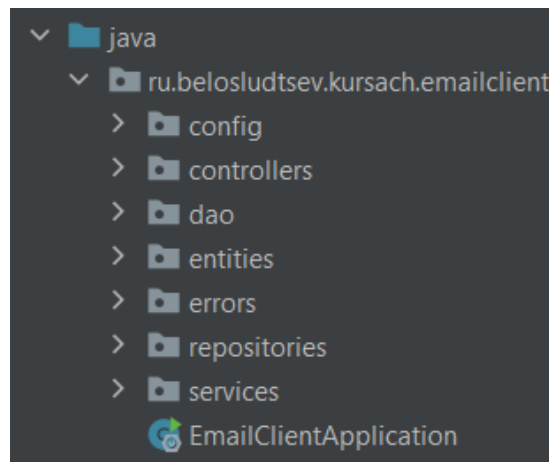 java
ru.belosludtsev.kursach.emailclient
config
controllers
dao
entities
errors
repositories
services
EmailClientApplication